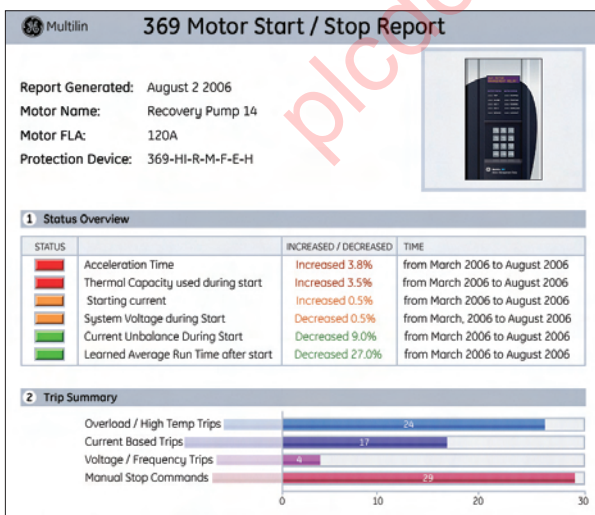 GE Multilin
369 Motor Start / Stop Report
Report Generated: August 2 2006
Motor Name: Recovery Pump 14
Motor FLA: 120A
Protection Device: 369-HI-R-M-F-E-H
1 Status Overview
STATUS INCREASED / DECREASED TIME
Acceleration Time Increased 3.8% from March 2006 to August 2006
Thermal Capacity used during start Increased 3.5% from March 2006 to August 2006
Starting current Increased 0.5% from March 2006 to August 2006
System Voltage during Start Decreased 0.5% from March, 2006 to August 2006
Current Unbalance During Start Decreased 9.0% from March 2006 to August 2006
Learned Average Run Time after start Decreased 27.0% from March 2006 to August 2006
2 Trip Summary
Overload / High Temp Trips 24
Current Based Trips 17
Voltage / Frequency Trips 4
Manual Stop Commands 29
0 10 20 30